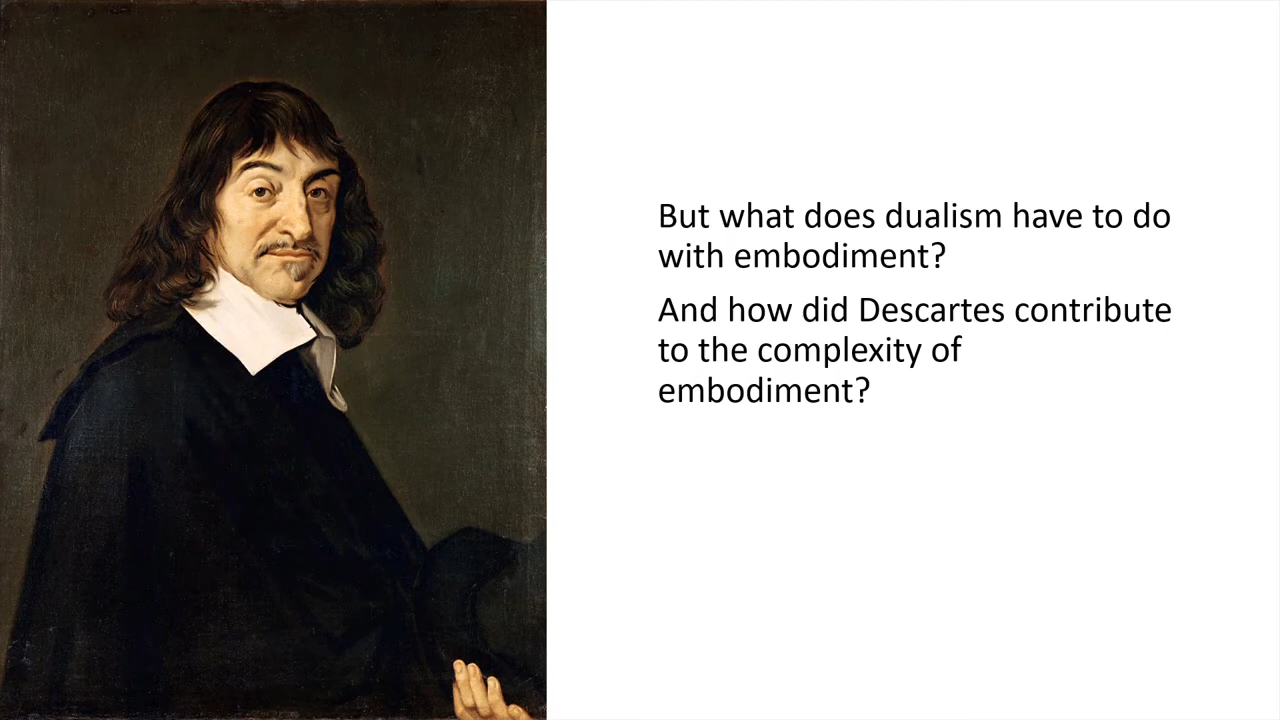 But what does dualism have to do
with embodiment?
And how did Descartes contribute
to the complexity of
embodiment?